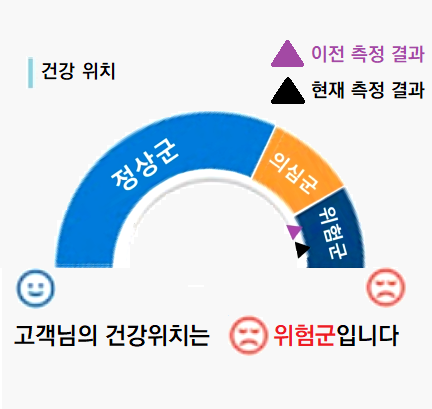 이전 측정 결과
건강 위치
현재 측정 결과
정상군
의심군
위험군
고객님의 건강위치는 위험군입니다